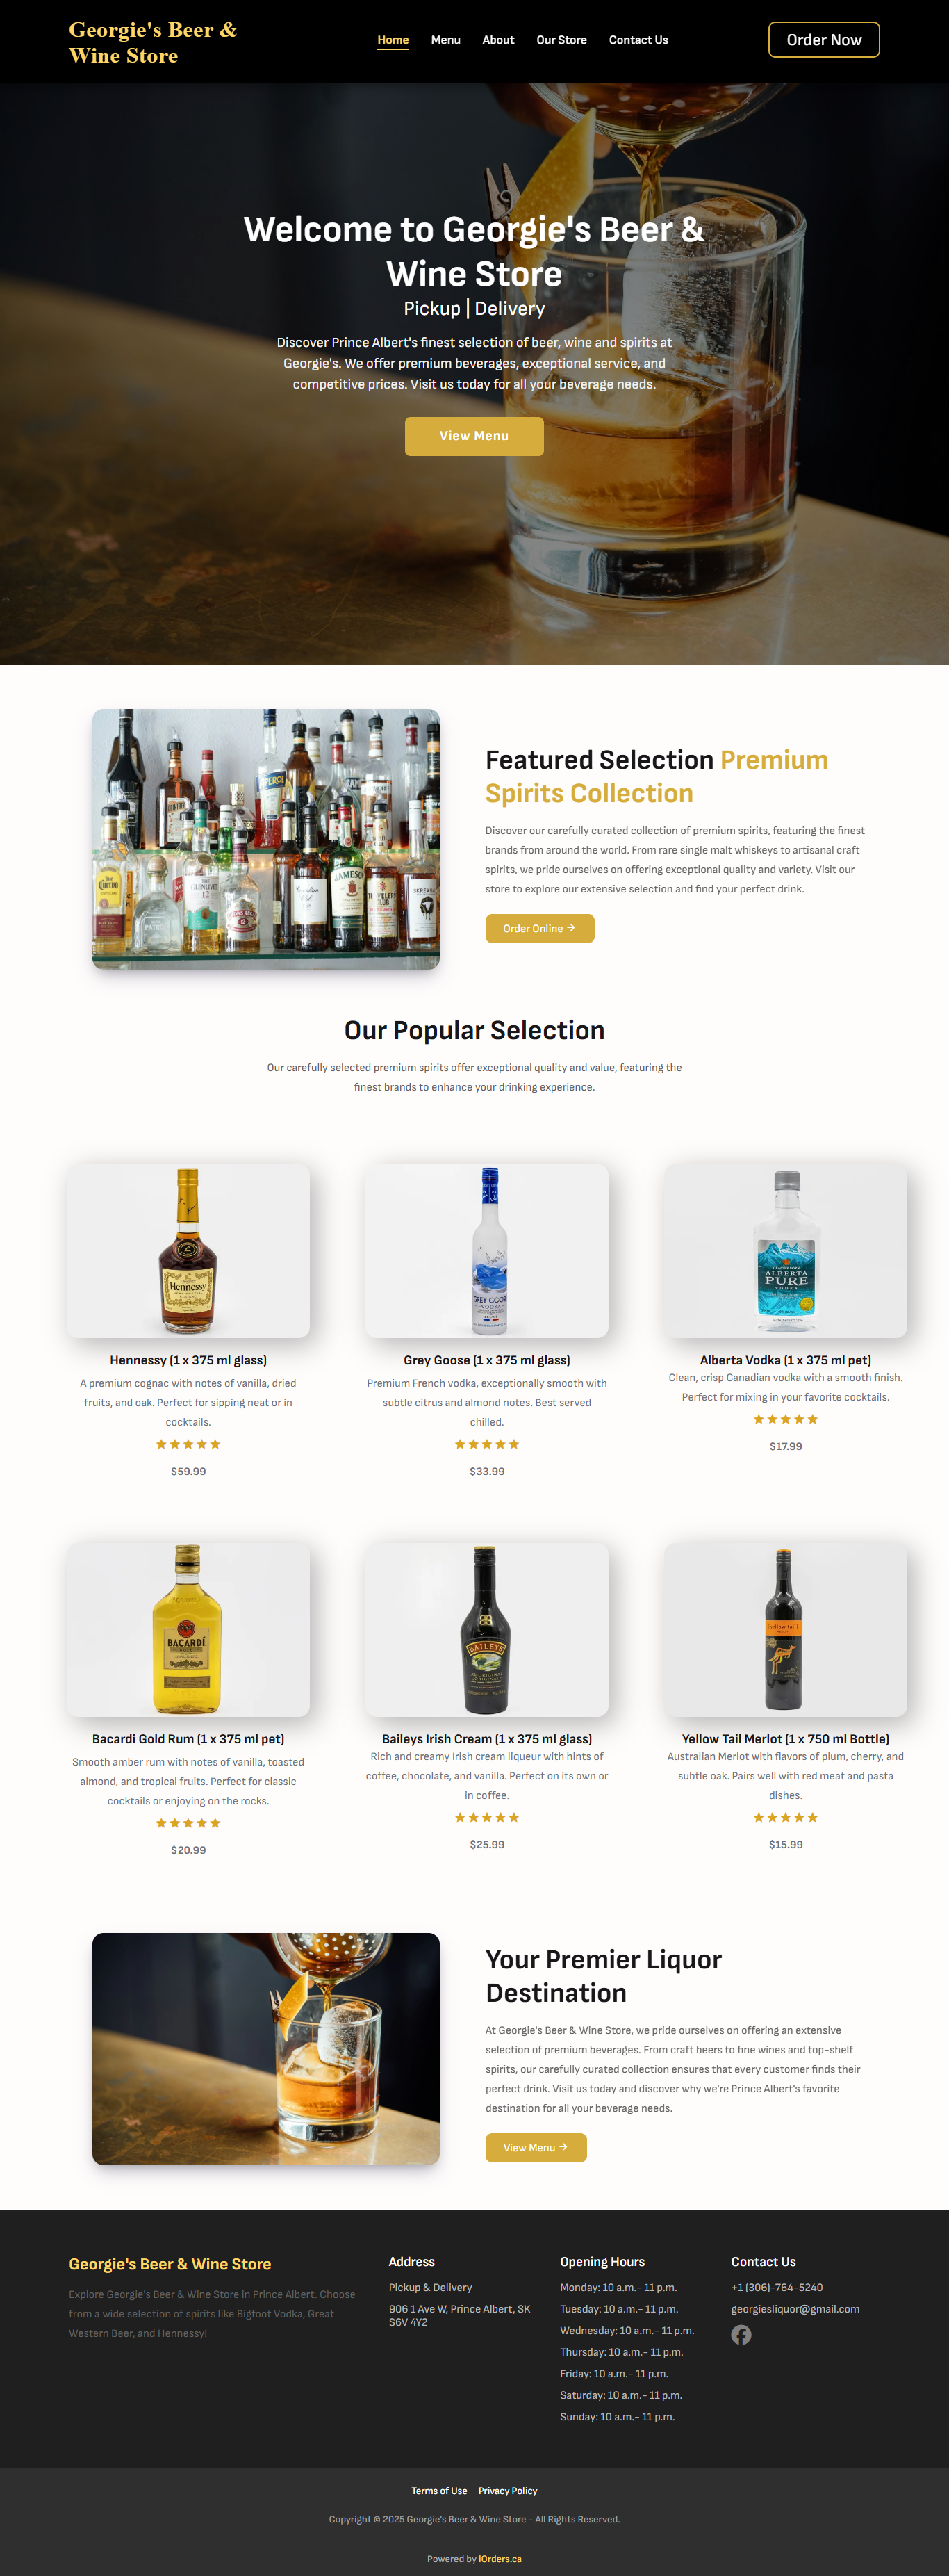 Georgie's Beer &
Wine Store
Home Menu About Our Store Contact Us
Order Now
Welcome to Georgie's Beer &
Wine Store
Pickup | Delivery
Discover Prince Albert's finest selection of beer, wine and spirits at
Georgie's. We offer premium beverages, exceptional service, and
competitive prices. Visit us today for all your beverage needs.
View Menu
JAMESON
Featured Selection Premium
Spirits Collection
Discover our carefully curated collection of premium spirits, featuring the finest
brands from around the world. From rare single malt whiskeys to artisanal craft
spirits, we pride ourselves on offering exceptional quality and variety. Visit our
store to explore our extensive selection and find your perfect drink.
Order Online →
Our Popular Selection
Our carefully selected premium spirits offer exceptional quality and value, featuring the
finest brands to enhance your drinking experience.
Hennessy
GREY GOOSE
VODKA
ALBERTA
PURE
VODKA
Hennessy (1 x 375 ml glass)
A premium cognac with notes of vanilla, dried
fruits, and oak. Perfect for sipping neat or in
cocktails.
★★★★★
$59.99
Grey Goose (1 x 375 ml glass)
Premium French vodka, exceptionally smooth with
subtle citrus and almond notes. Best served
chilled.
★★★★★
$33.99
Alberta Vodka (1 x 375 ml pet)
Clean, crisp Canadian vodka with a smooth finish.
Perfect for mixing in your favorite cocktails.
★★★★★
$17.99
BACARDÍ
BAILEYS
[yellow tail]
Bacardi Gold Rum (1 x 375 ml pet)
Smooth amber rum with notes of vanilla, toasted
almond, and tropical fruits. Perfect for classic
cocktails or enjoying on the rocks.
★★★★★
$20.99
Baileys Irish Cream (1 x 375 ml glass)
Rich and creamy Irish cream liqueur with hints of
coffee, chocolate, and vanilla. Perfect on its own or
in coffee.
★★★★★
$25.99
Yellow Tail Merlot (1 x 750 ml Bottle)
Australian Merlot with flavors of plum, cherry, and
subtle oak. Pairs well with red meat and pasta
dishes.
★★★★★
$15.99
Your Premier Liquor
Destination
At Georgie's Beer & Wine Store, we pride ourselves on offering an extensive
selection of premium beverages. From craft beers to fine wines and top-shelf
spirits, our carefully curated collection ensures that every customer finds their
perfect drink. Visit us today and discover why we're Prince Albert's favorite
destination for all your beverage needs.
View Menu →
Georgie's Beer & Wine Store
Explore Georgie's Beer & Wine Store in Prince Albert. Choose
from a wide selection of spirits like Bigfoot Vodka, Great
Western Beer, and Hennessy!
Address
Pickup & Delivery
906 1 Ave W, Prince Albert, SK
S6V 4Y2
Opening Hours
Monday: 10 a.m.- 11 p.m.
Tuesday: 10 a.m.- 11 p.m.
Wednesday: 10 a.m.- 11 p.m.
Thursday: 10 a.m.- 11 p.m.
Friday: 10 a.m.- 11 p.m.
Saturday: 10 a.m.- 11 p.m.
Sunday: 10 a.m.- 11 p.m.
Contact Us
+1 (306)-764-5240
georgiesliquor@gmail.com
Terms of Use Privacy Policy
Copyright © 2025 Georgie's Beer & Wine Store - All Rights Reserved.
Powered by iOrders.ca